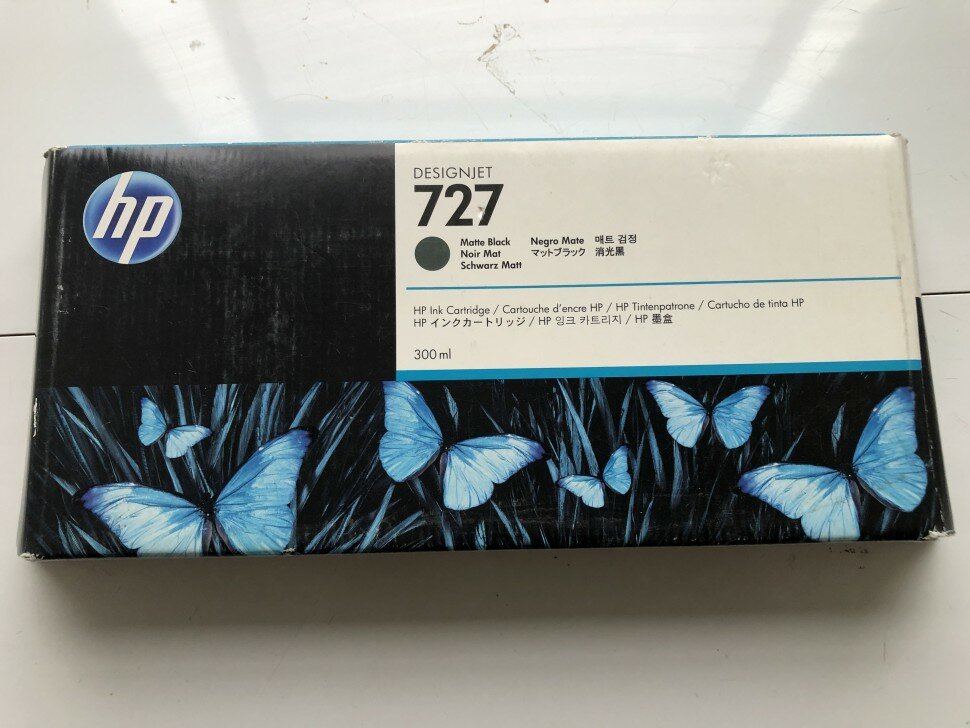 hp
DESIGNJET
727
Matte Black Negro Mate 매트 검정
Noir Mat マットブラック 消光黒
Schwarz Matt
HP Ink Cartridge / Cartouche d'encre HP / HP Tintenpatrone / Cartucho de tinta HP
HP インクカートリッジ / HP 잉크 카트리지 / HP 墨盒
300 ml